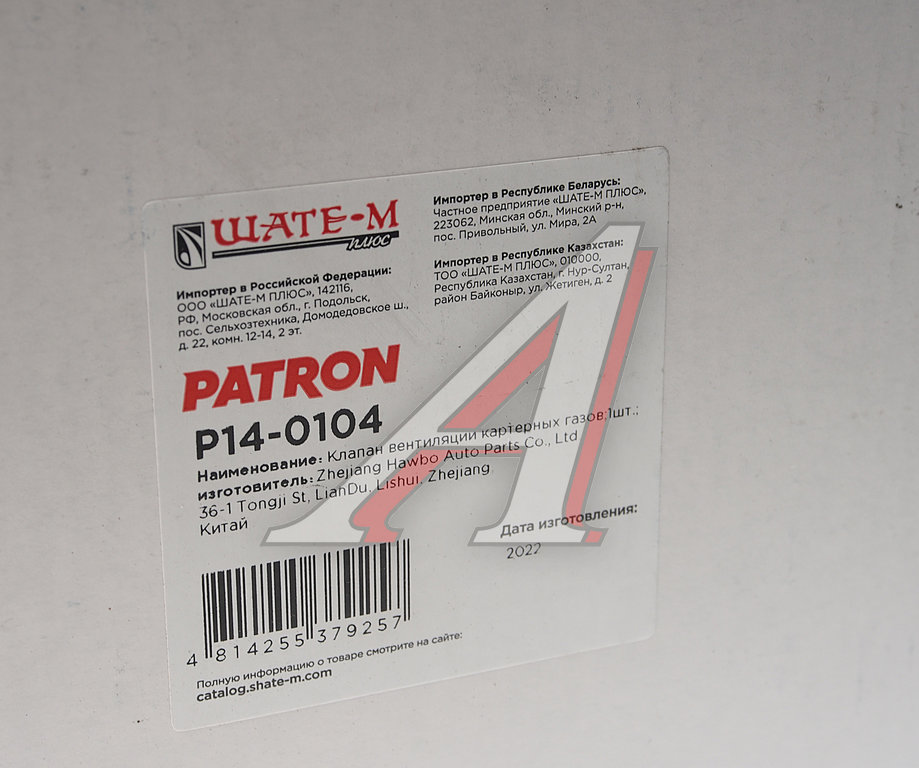 ШАТЕ-М
плюс
Импортер в Российской Федерации:
ООО «ШАТЕ-М ПЛЮС», 142116,
РФ, Московская обл., г. Подольск,
пос. Сельхозтехника, Домодедовское ш.,
д. 22, комн. 12-14, 2 эт.
Импортер в Республике Беларусь:
Частное предприятие «ШАТЕ-М ПЛЮС»,
223062, Минская обл., Минский р-н,
пос. Привольный, ул. Мира, 2А
Импортер в Республике Казахстан:
ТОО «ШАТЕ-М ПЛЮС», 010000,
Республика Казахстан, г. Нур-Султан,
район Байконыр, ул. Жетиген, д. 2
PATRON
P14-0104
Наименование: Клапан вентиляции картерных газов;1шт.;
изготовитель: Zhejiang Hawbo Auto Parts Co., Ltd
36-1 Tongji St, LianDu, Lishui, Zhejiang
Китай
Дата изготовления:
2022
4 814255 379257
Полную информацию о товаре смотрите на сайте:
catalog.shate-m.com